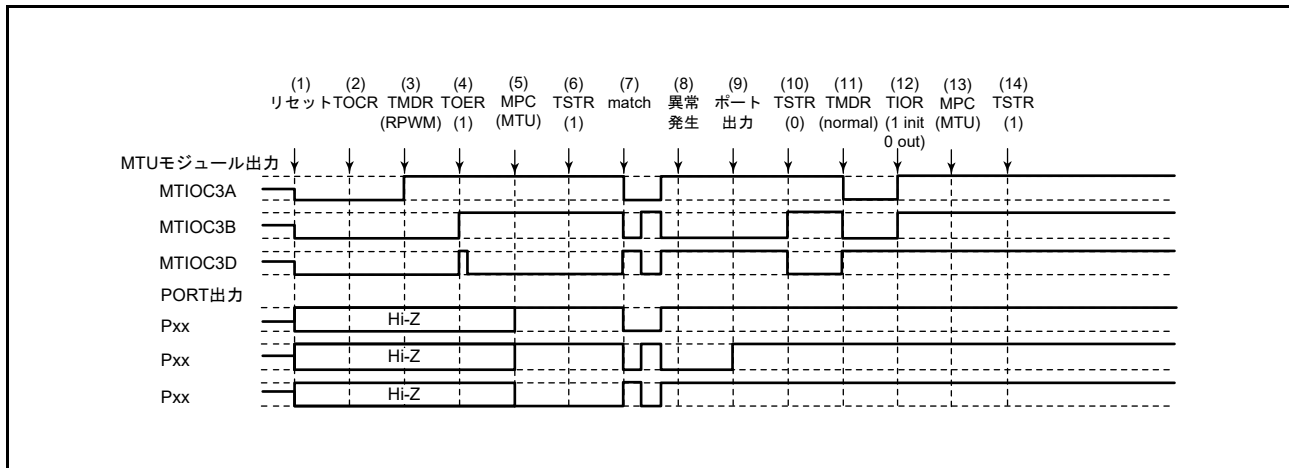 (1) (2) (3) (4) (5) (6) (7) (8) (9) (10) (11) (12) (13) (14)
リセット TOCR TMDR TOER MPC TSTR match 異常 ポート TSTR TMDR TIOR MPC TSTR
(RPWM) (1) (MTU) (1) 発生 出力 (0) (normal) (1 init (MTU) (1)
0 out)
MTUモジュール出力
MTIOC3A
MTIOC3B
MTIOC3D
PORT出力
Pxx Hi-Z
Pxx Hi-Z
Pxx Hi-Z